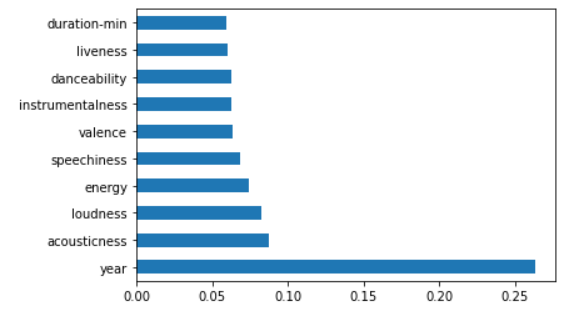 duration-min
liveness
danceability
instrumentalness
valence
speechiness
energy
loudness
acousticness
year
0.00 0.05 0.10 0.15 0.20 0.25